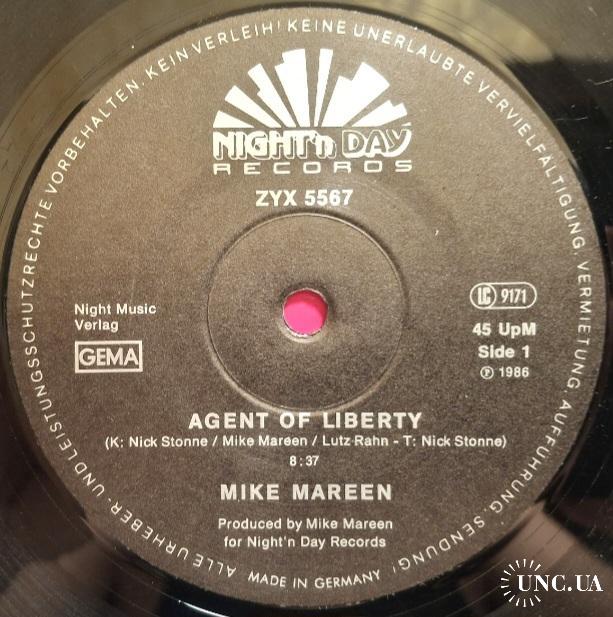 ALLE URHEBER- UND LEISTUNGSSCHUTZRECHTE VORBEHALTEN. KEIN VERLEIH! KEINE UNERLAUBTE VERVIELFÄLTIGUNG, VERMIETUNG, AUFFÜHRUNG, SENDUNG!
NIGHT'n DAY
RECORDS
ZYX 5567
Night Music
Verlag
GEMA
LC 9171
45 UpM
Side 1
℗ 1986
AGENT OF LIBERTY
(K: Nick Stonne / Mike Mareen / Lutz Rahn - T: Nick Stonne)
8:37
MIKE MAREEN
Produced by Mike Mareen
for Night'n Day Records
MADE IN GERMANY
UNC.UA